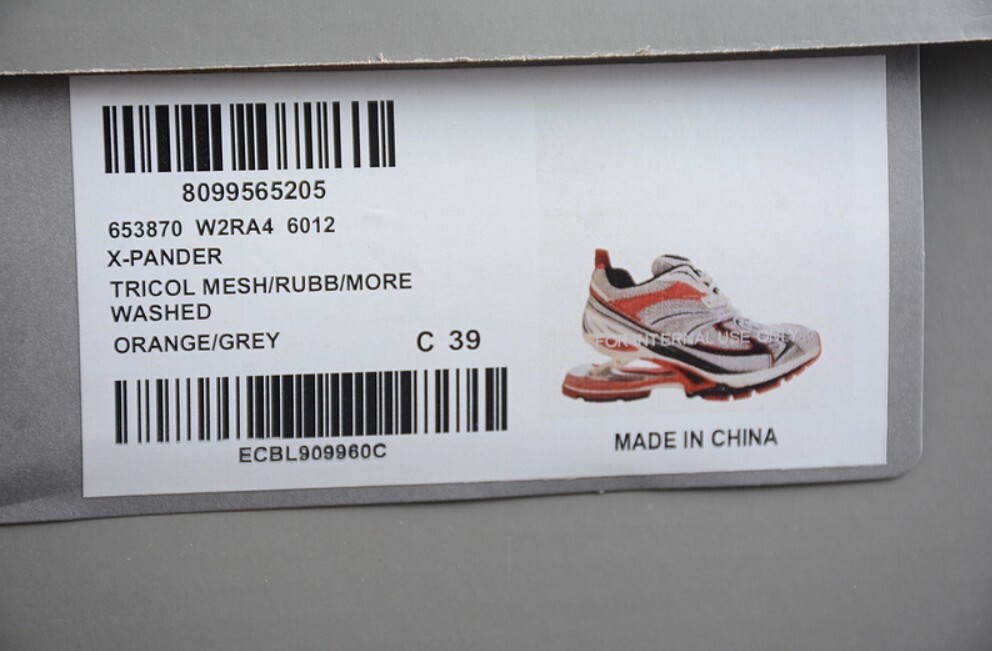 8099565205
653870 W2RA4 6012
X-PANDER
TRICOL MESH/RUBB/MORE
WASHED
ORANGE/GREY C 39
ECBL909960C
FOR INTERNAL USE ONLY
MADE IN CHINA